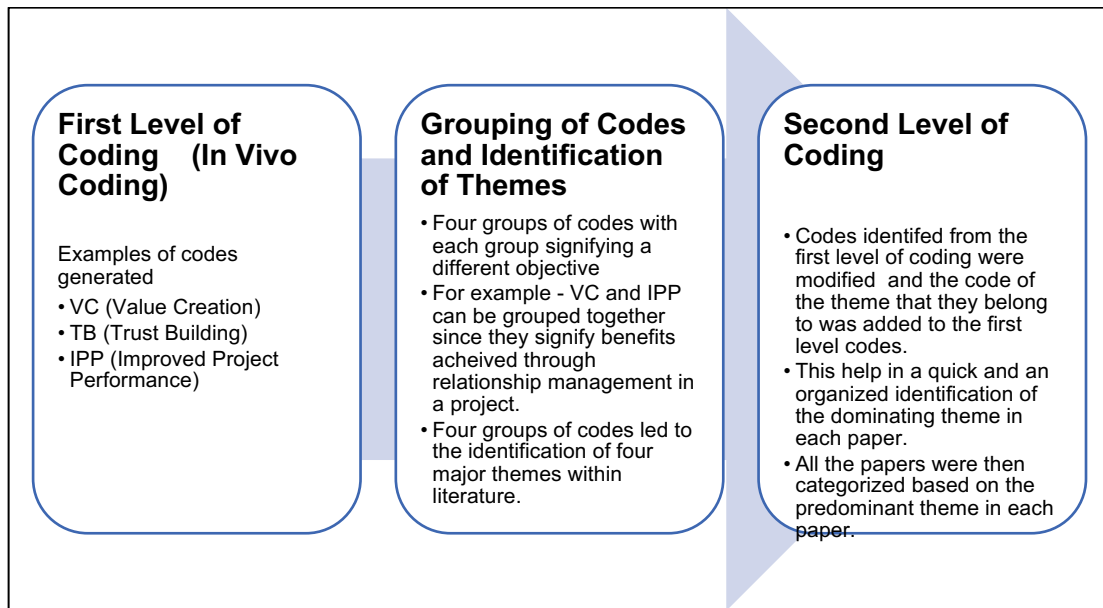 First Level of
Coding (In Vivo
Coding)
Examples of codes
generated
• VC (Value Creation)
• TB (Trust Building)
• IPP (Improved Project
Performance)
Grouping of Codes
and Identification
of Themes
• Four groups of codes with
each group signifying a
different objective
• For example - VC and IPP
can be grouped together
since they signify benefits
acheived through
relationship management in
a project.
• Four groups of codes led to
the identification of four
major themes within
literature.
Second Level of
Coding
• Codes identifed from the
first level of coding were
modified and the code of
the theme that they belong
to was added to the first
level codes.
• This help in a quick and an
organized identification of
the dominating theme in
each paper.
• All the papers were then
categorized based on the
predominant theme in each
paper.